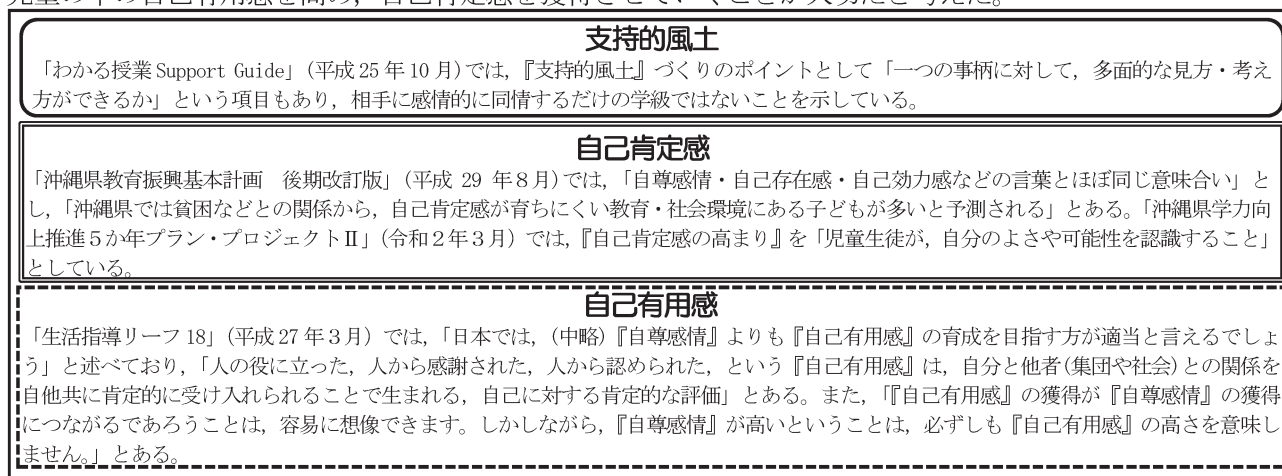 児童の中の自己有用感を高め，自己肯定感を獲得させていくことが大切だと考えた。
支持的風土
「わかる授業 Support Guide」(平成 25 年 10 月)では，『支持的風土』づくりのポイントとして「一つの事柄に対して，多面的な見方・考え
方ができるか」という項目もあり，相手に感情的に同情するだけの学級ではないことを示している。
自己肯定感
「沖縄県教育振興基本計画　後期改訂版」(平成 29 年８月)では，「自尊感情・自己存在感・自己効力感などの言葉とほぼ同じ意味合い」と
し，「沖縄県では貧困などとの関係から，自己肯定感が育ちにくい教育・社会環境にある子どもが多いと予測される」とある。「沖縄県学力向
上推進５か年プラン・プロジェクトⅡ」(令和２年３月) では，『自己肯定感の高まり』を「児童生徒が，自分のよさや可能性を認識すること」
としている。
自己有用感
「生活指導リーフ 18」(平成 27 年３月) では，「日本では，(中略)『自尊感情』よりも『自己有用感』の育成を目指す方が適当と言えるでしょ
う」と述べており，「人の役に立った，人から感謝された，人から認められた，という『自己有用感』は，自分と他者(集団や社会)との関係を
自他共に肯定的に受け入れられることで生まれる，自己に対する肯定的な評価」とある。また，「『自己有用感』の獲得が『自尊感情』の獲得
につながるであろうことは，容易に想像できます。しかしながら，『自尊感情』が高いということは，必ずしも『自己有用感』の高さを意味し
ません。」とある。